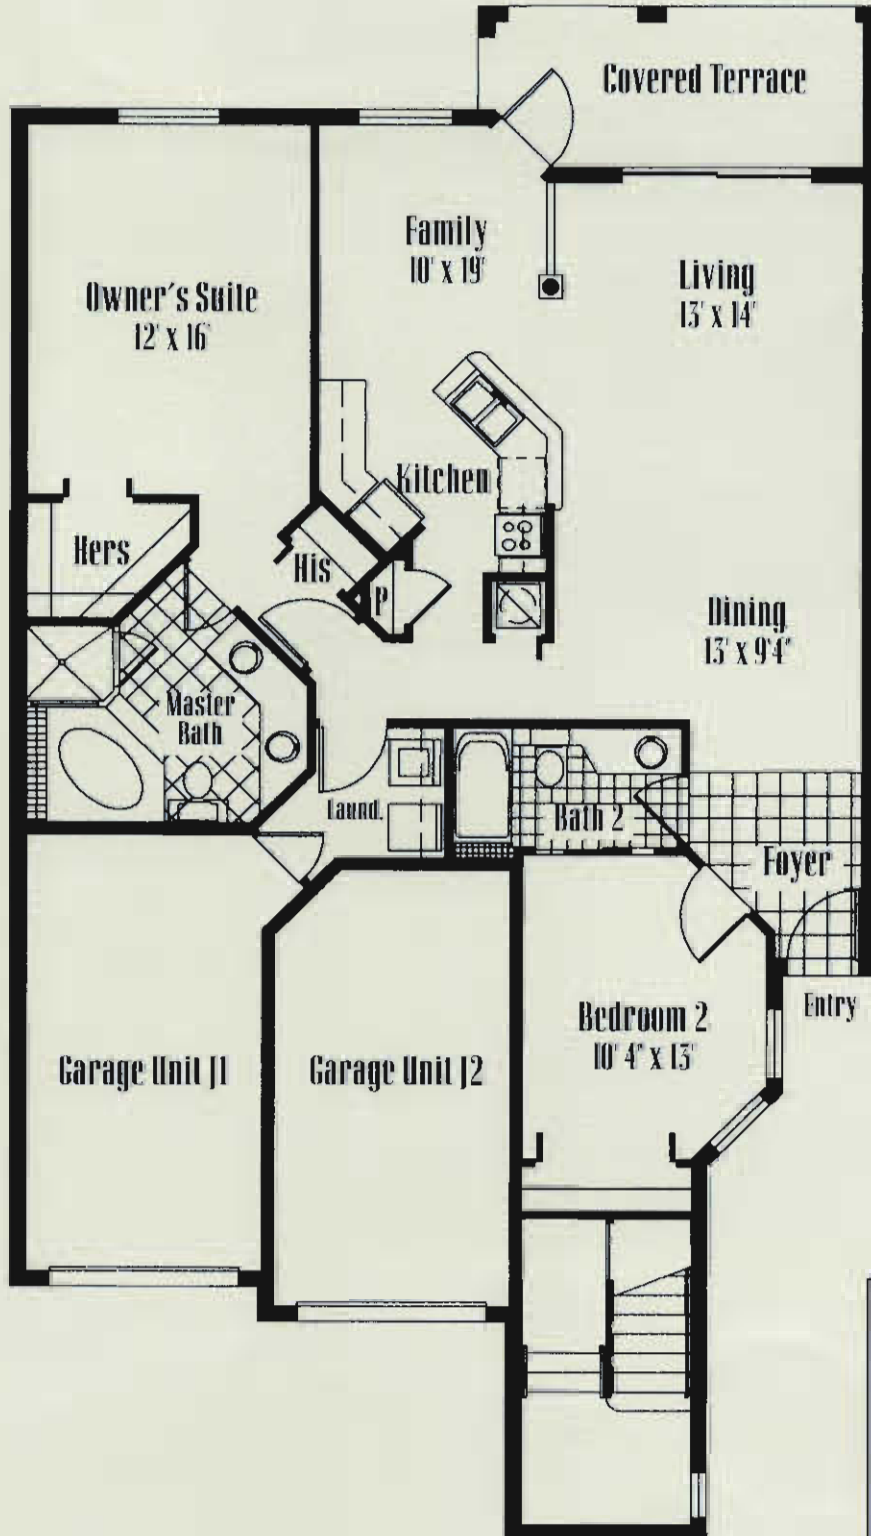 Covered Terrace
Family
10' x 19'
Living
13' x 14'
Owner's Suite
12' x 16'
Kitchen
Hers
His
P
Dining
13' x 9'4"
Master
Bath
Laund.
Bath 2
Foyer
Entry
Bedroom 2
10' 4" x 13'
Garage Unit J1
Garage Unit J2